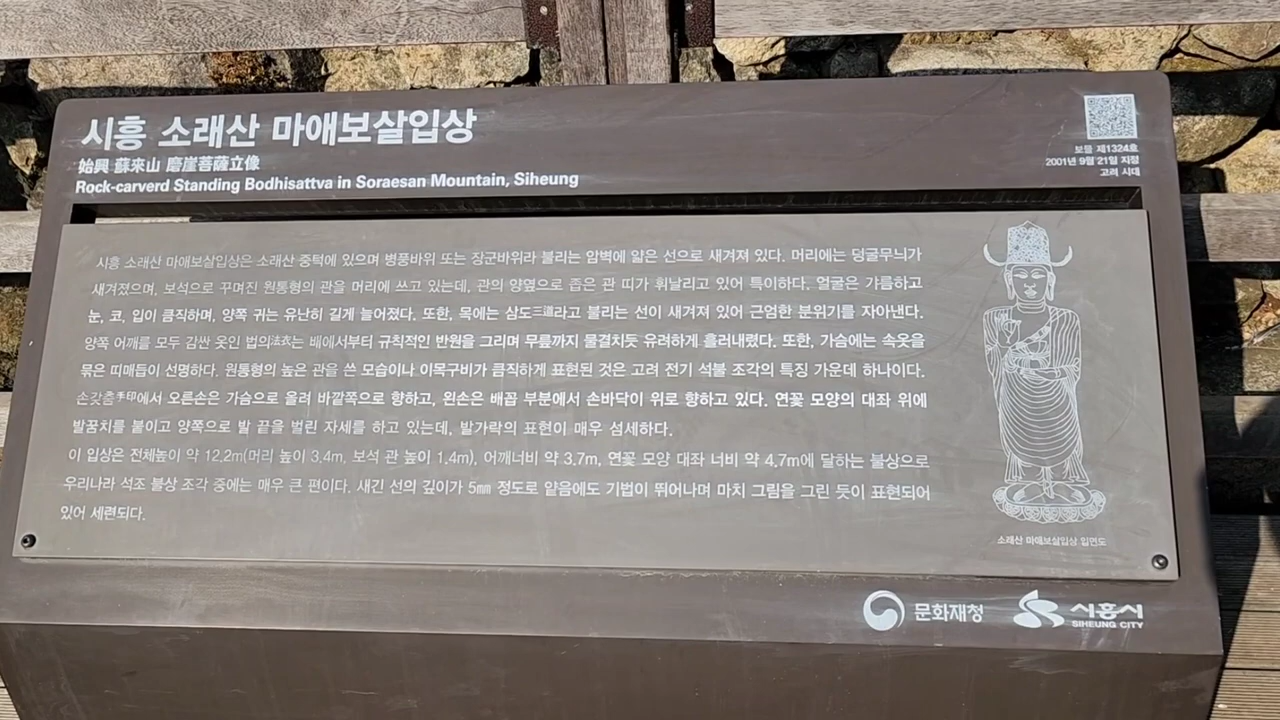 시흥 소래산 마애보살입상
始興 蘇來山 磨崖菩薩立像
Rock-carverd Standing Bodhisattva in Soraesan Mountain, Siheung
보물 제1324호
2001년 9월 21일 지정
고려 시대
시흥 소래산 마애보살입상은 소래산 중턱에 있으며 병풍바위 또는 장군바위라 불리는 암벽에 얇은 선으로 새겨져 있다. 머리에는 덩굴무늬가
새겨졌으며, 보석으로 꾸며진 원통형의 관을 머리에 쓰고 있는데, 관의 양옆으로 좁은 관 띠가 휘날리고 있어 특이하다. 얼굴은 갸름하고
눈, 코, 입이 큼직하며, 양쪽 귀는 유난히 길게 늘어졌다. 또한, 목에는 삼도三道라고 불리는 선이 새겨져 있어 근엄한 분위기를 자아낸다.
양쪽 어깨를 모두 감싼 옷인 법의法衣는 배에서부터 규칙적인 반원을 그리며 무릎까지 물결치듯 유려하게 흘러내렸다. 또한, 가슴에는 속옷을
묶은 띠매듭이 선명하다. 원통형의 높은 관을 쓴 모습이나 이목구비가 큼직하게 표현된 것은 고려 전기 석불 조각의 특징 가운데 하나이다.
손갖춤手印에서 오른손은 가슴으로 올려 바깥쪽으로 향하고, 왼손은 배꼽 부분에서 손바닥이 위로 향하고 있다. 연꽃 모양의 대좌 위에
발꿈치를 붙이고 양쪽으로 발 끝을 벌린 자세를 하고 있는데, 발가락의 표현이 매우 섬세하다.
이 입상은 전체높이 약 12.2m(머리 높이 3.4m, 보석 관 높이 1.4m), 어깨너비 약 3.7m, 연꽃 모양 대좌 너비 약 4.7m에 달하는 불상으로
우리나라 석조 불상 조각 중에는 매우 큰 편이다. 새긴 선의 깊이가 5㎜ 정도로 얕음에도 기법이 뛰어나며 마치 그림을 그린 듯이 표현되어
있어 세련되다.
소래산 마애보살입상 입면도
문화재청
시흥시
SIHEUNG CITY